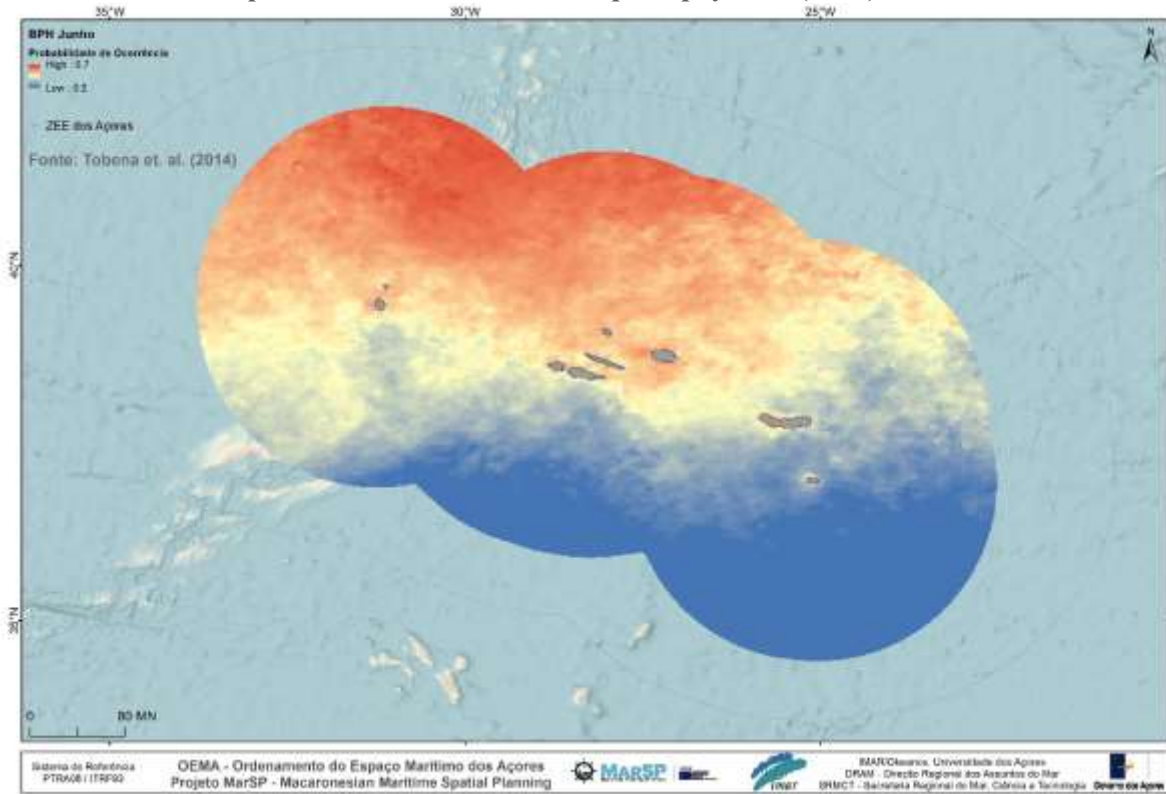 35°W 30°W 25°W
BPH Junho
Probabilidade de Ocorrência
High : 0.7
Low : 0.2
ZEE dos Açores
Fonte: Tobena et. al. (2014)
N
40°N
35°N
0 80 MN
Sistema de Referência
PTRA08 / ITRF93
OEMA - Ordenamento do Espaço Marítimo dos Açores
Projeto MarSP - Macaronesian Maritime Spatial Planning
MARSP
IMAR/Okeanos, Universidade dos Açores
DRAM - Direção Regional dos Assuntos do Mar
SRMCT - Secretaria Regional do Mar, Ciência e Tecnologia
Governo dos Açores